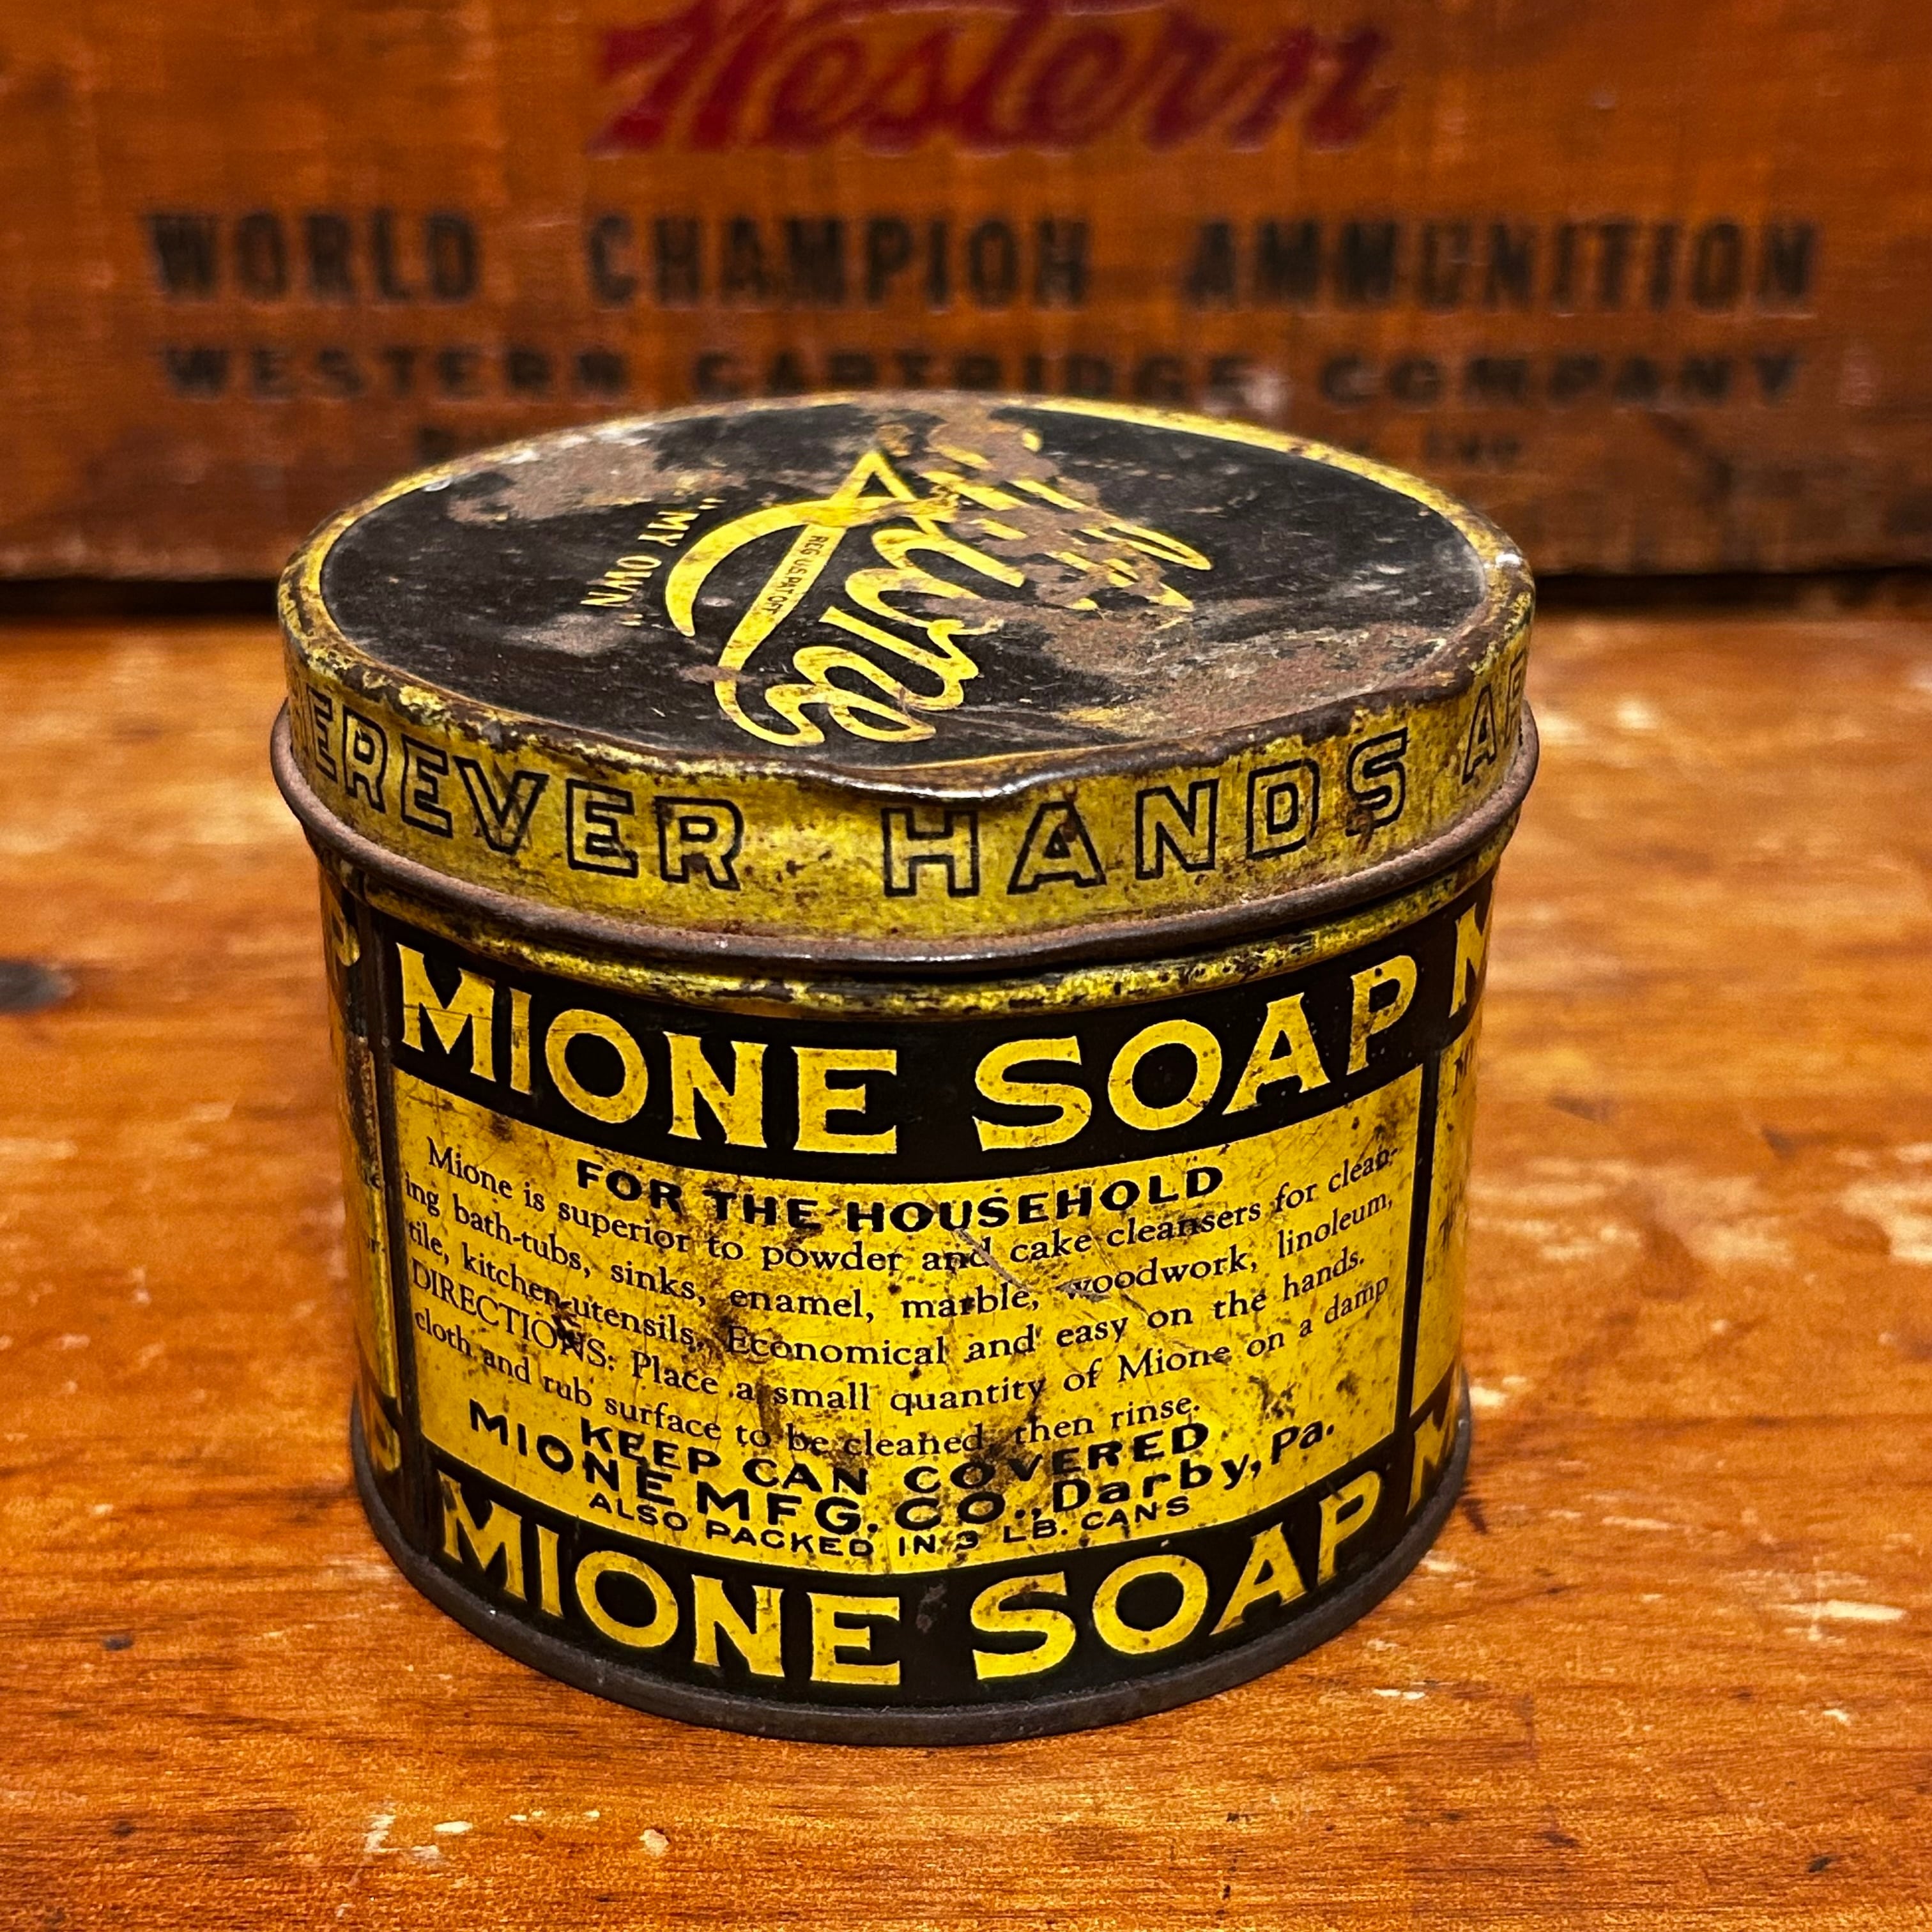 Western
WORLD CHAMPION AMMUNITION
WESTERN CARTRIDGE COMPANY
Mione
REG. U.S. PAT. OFF.
"MY OWN"
EREVER HANDS
MIONE SOAP
FOR THE HOUSEHOLD
Mione is superior to powder and cake cleansers for clean-
ing bath-tubs, sinks, enamel, marble, woodwork, linoleum,
tile, kitchen utensils, Economical and easy on the hands.
DIRECTIONS: Place a small quantity of Mione on a damp
cloth and rub surface to be cleaned, then rinse.
KEEP CAN COVERED
MIONE MFG. CO., Darby, Pa.
ALSO PACKED IN 3 LB. CANS
MIONE SOAP